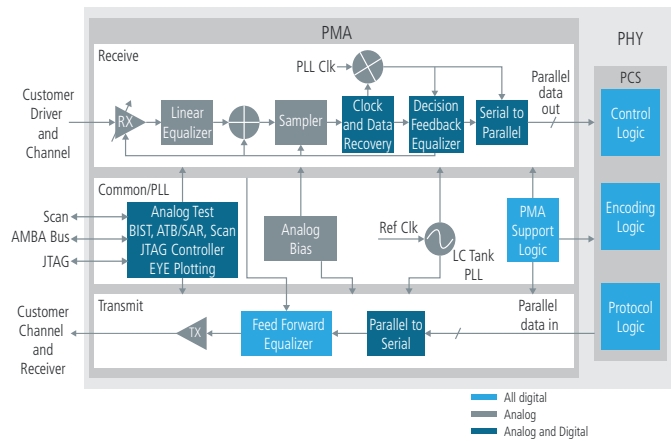 PMA
PHY
Receive
PLL Clk
Parallel
data
out
PCS
Customer
Driver
and
Channel
RX
Linear
Equalizer
Sampler
Clock
and Data
Recovery
Decision
Feedback
Equalizer
Serial to
Parallel
Control
Logic
Common/PLL
Scan
AMBA Bus
JTAG
Analog Test
BIST, ATB/SAR, Scan
JTAG Controller
EYE Plotting
Analog
Bias
Ref Clk
LC Tank
PLL
PMA
Support
Logic
Encoding
Logic
Transmit
Customer
Channel
and
Receiver
TX
Feed Forward
Equalizer
Parallel to
Serial
Parallel
data in
Protocol
Logic
All digital
Analog
Analog and Digital